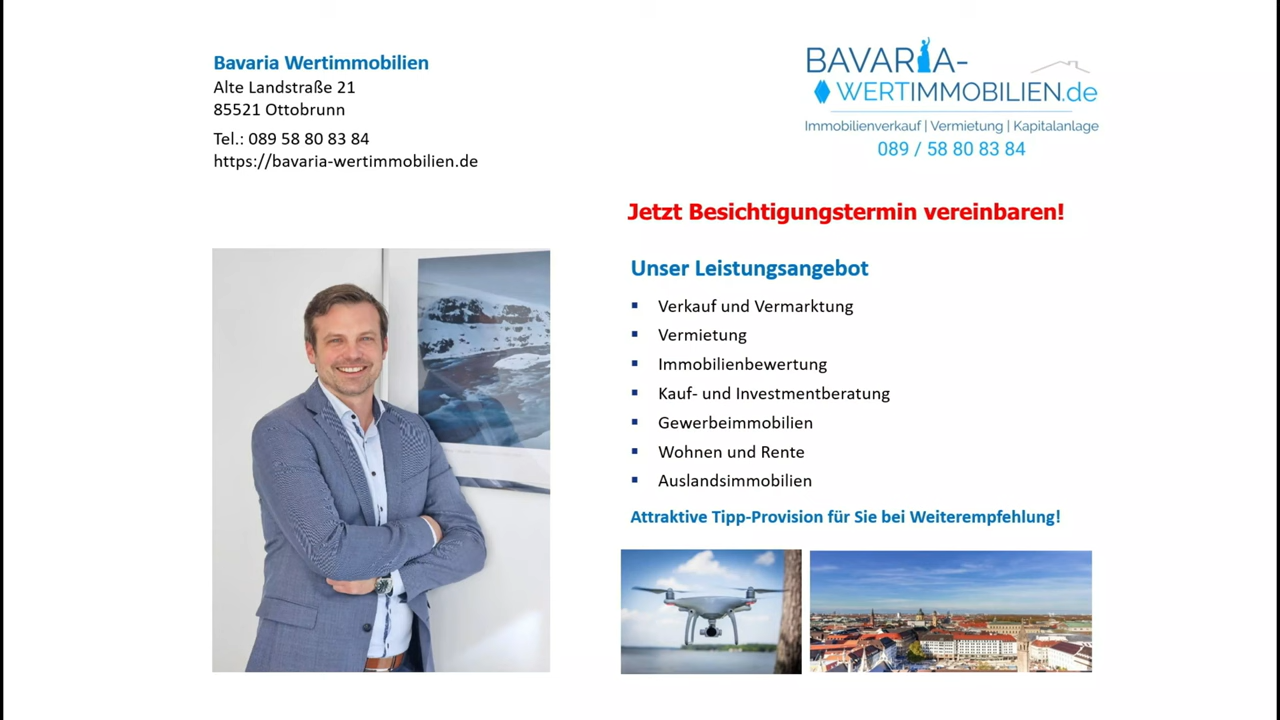 Bavaria Wertimmobilien
Alte Landstraße 21
85521 Ottobrunn
Tel.: 089 58 80 83 84
https://bavaria-wertimmobilien.de
BAVARIA-
WERTIMMOBILIEN.de
Immobilienverkauf | Vermietung | Kapitalanlage
089 / 58 80 83 84
Jetzt Besichtigungstermin vereinbaren!
Unser Leistungsangebot
▪ Verkauf und Vermarktung
▪ Vermietung
▪ Immobilienbewertung
▪ Kauf- und Investmentberatung
▪ Gewerbeimmobilien
▪ Wohnen und Rente
▪ Auslandsimmobilien
Attraktive Tipp-Provision für Sie bei Weiterempfehlung!